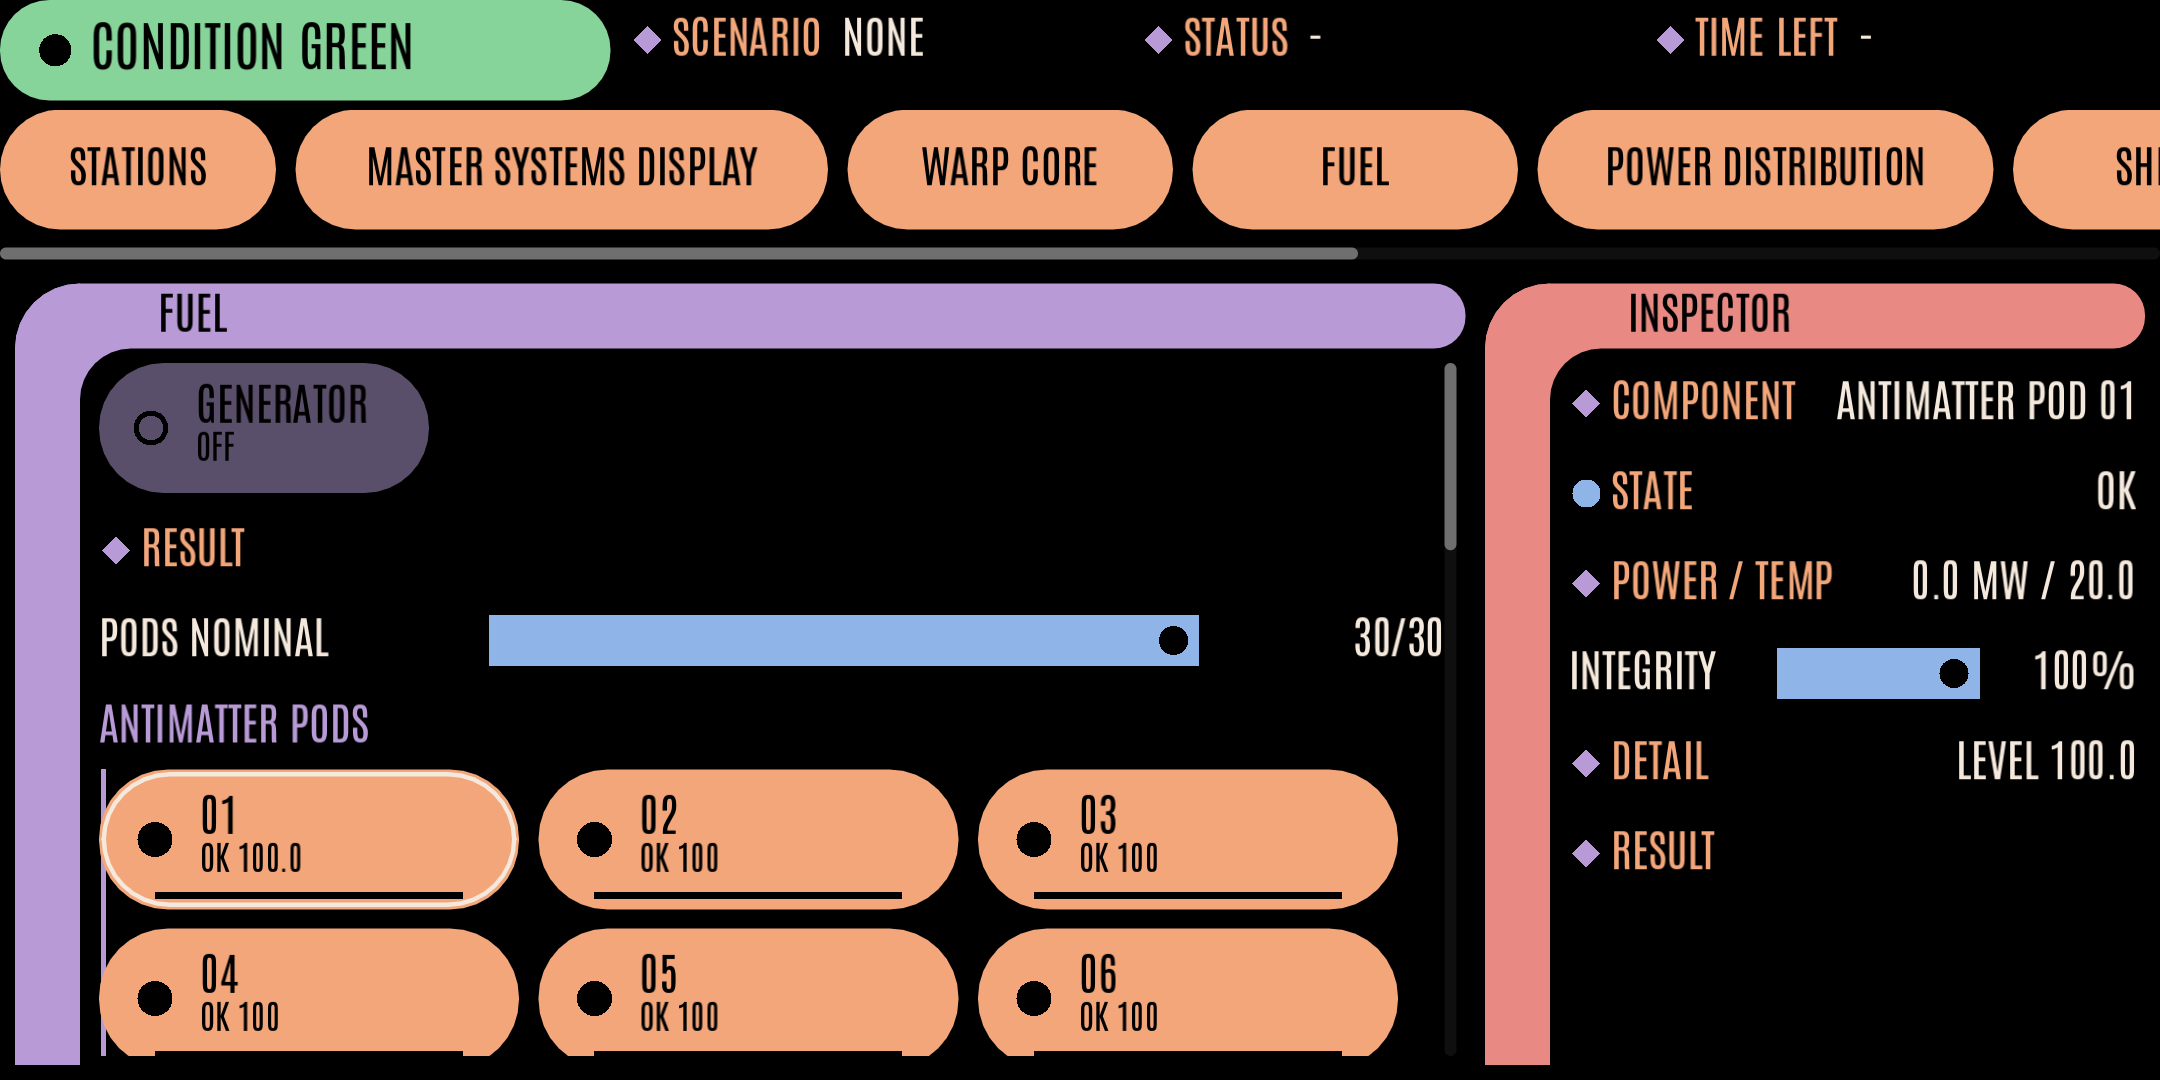 CONDITION GREEN
SCENARIO NONE
STATUS -
TIME LEFT -
STATIONS
MASTER SYSTEMS DISPLAY
WARP CORE
FUEL
POWER DISTRIBUTION
FUEL
GENERATOR
OFF
RESULT
PODS NOMINAL 30/30
ANTIMATTER PODS
01
OK 100.0
02
OK 100
03
OK 100
04
OK 100
05
OK 100
06
OK 100
INSPECTOR
COMPONENT ANTIMATTER POD 01
STATE OK
POWER / TEMP 0.0 MW / 20.0
INTEGRITY 100%
DETAIL LEVEL 100.0
RESULT